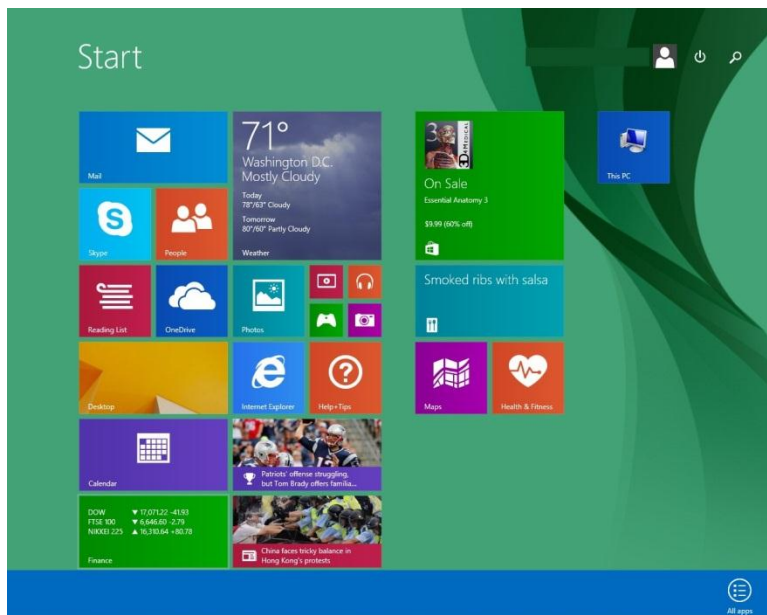 Start
Mail
71°
Washington D.C.
Mostly Cloudy
Today
78°/63° Cloudy
Tomorrow
80°/60° Partly Cloudy
Weather
Skype
People
Reading List
OneDrive
Photos
Desktop
Internet Explorer
Help+Tips
Calendar
Patriots' offense struggling,
but Tom Brady offers familia...
DOW ▼ 17,071.22 -41.93
FTSE 100 ▼ 6,646.60 -2.79
NIKKEI 225 ▲ 16,310.64 +80.78
Finance
China faces tricky balance in
Hong Kong's protests
3
3D4MEDICAL
On Sale
Essential Anatomy 3
$9.99 (60% off)
Smoked ribs with salsa
Maps
Health & Fitness
This PC
All apps